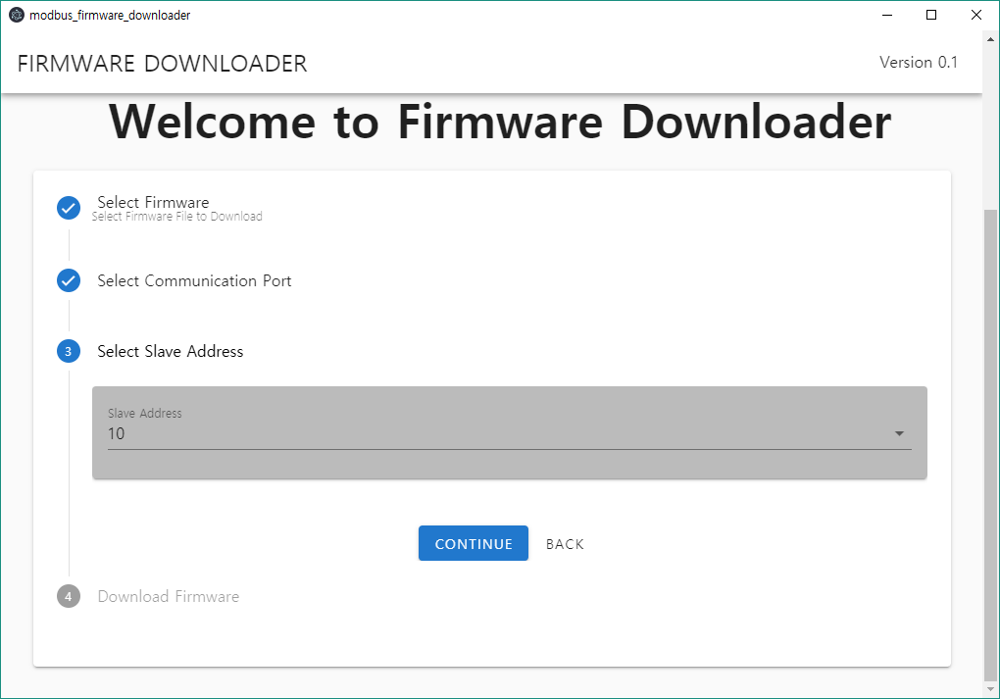 modbus_firmware_downloader
FIRMWARE DOWNLOADER
Version 0.1
Welcome to Firmware Downloader
Select Firmware
Select Firmware File to Download
Select Communication Port
3 Select Slave Address
Slave Address
10
CONTINUE BACK
4 Download Firmware